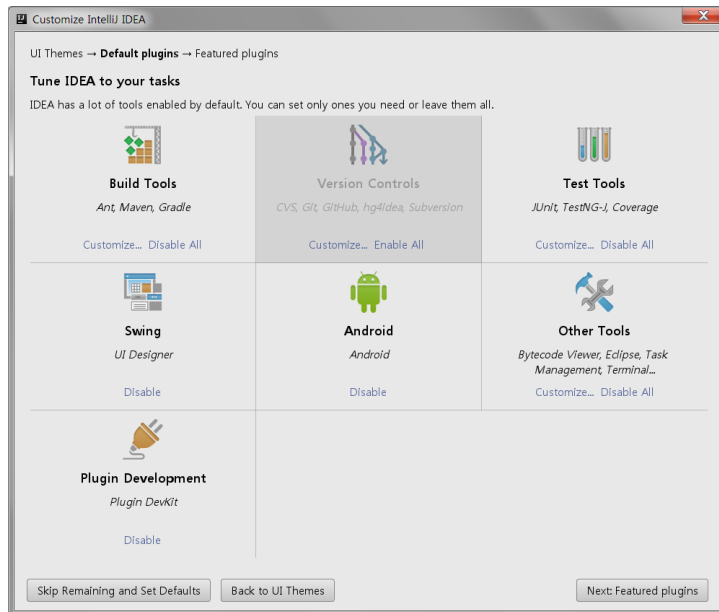 Customize IntelliJ IDEA
UI Themes → Default plugins → Featured plugins
Tune IDEA to your tasks
IDEA has a lot of tools enabled by default. You can set only ones you need or leave them all.
Build Tools
Ant, Maven, Gradle
Customize... Disable All
Version Controls
CVS, Git, GitHub, hg4idea, Subversion
Customize... Enable All
Test Tools
JUnit, TestNG-J, Coverage
Customize... Disable All
Swing
UI Designer
Disable
Android
Android
Disable
Other Tools
Bytecode Viewer, Eclipse, Task
Management, Terminal...
Customize... Disable All
Plugin Development
Plugin DevKit
Disable
Skip Remaining and Set Defaults
Back to UI Themes
Next: Featured plugins